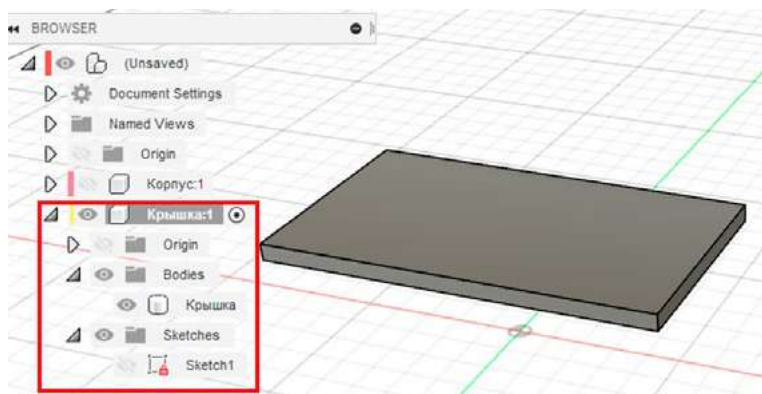 BROWSER
(Unsaved)
Document Settings
Named Views
Origin
Корпус:1
Крышка:1
Origin
Bodies
Крышка
Sketches
Sketch1